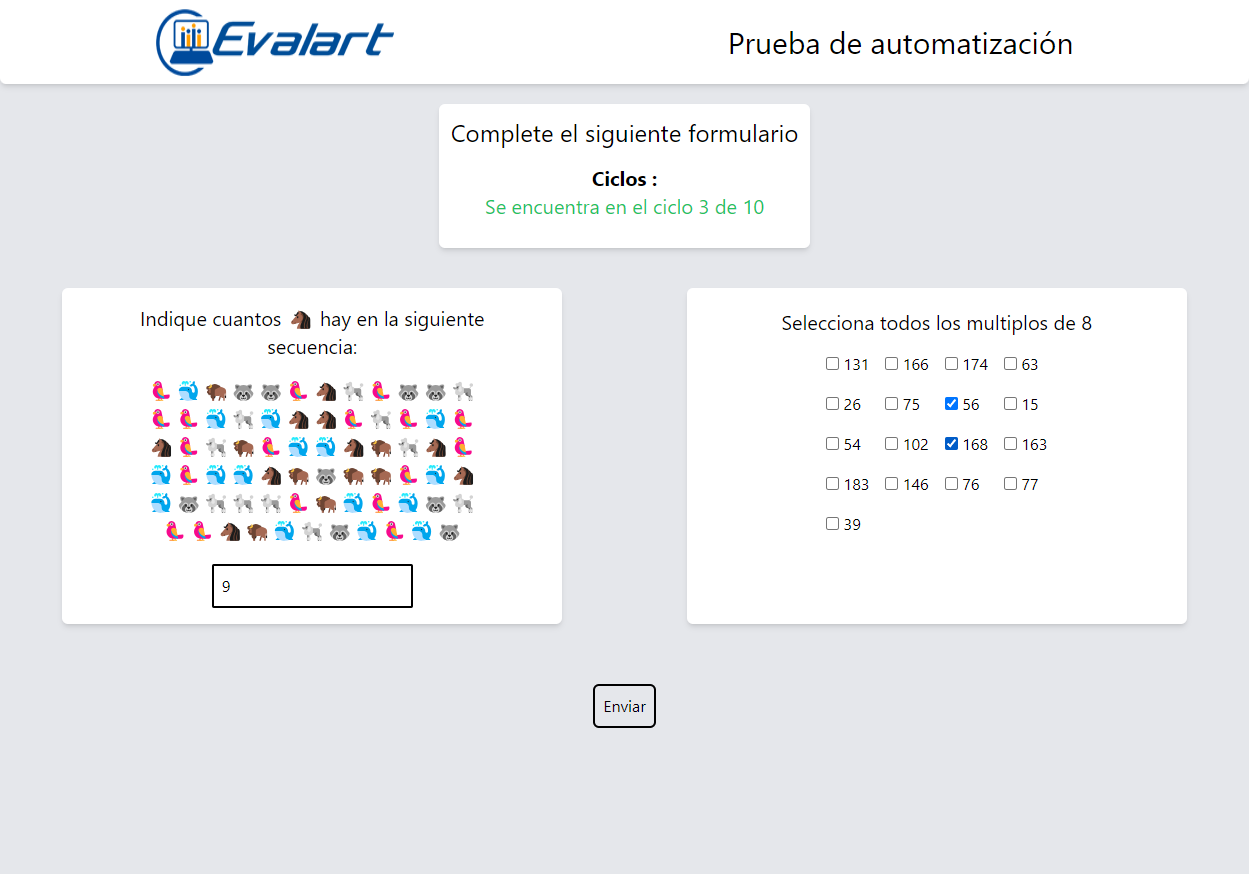 Evalart
Prueba de automatización
Complete el siguiente formulario
Ciclos :
Se encuentra en el ciclo 3 de 10
Indique cuantos 🐴 hay en la siguiente
secuencia:
🦜🐳🦬🦝🦝🦜🐴🐩🦜🦝🦝🐩
🦜🦜🐳🐩🐳🐴🐴🦜🐩🦜🐳🦜
🐴🦜🐩🦬🦜🐳🐳🐴🦬🐩🐴🦜
🐳🦜🐳🐳🐴🦬🦝🦬🦬🦜🐳🐴
🐳🦝🐩🐩🐩🦜🦬🐳🦜🐳🦝🐩
🦜🦜🐴🦬🐳🐩🦝🐳🦜🐳🦝
9
Selecciona todos los multiplos de 8
131 166 174 63
26 75 56 15
54 102 168 163
183 146 76 77
39
Enviar